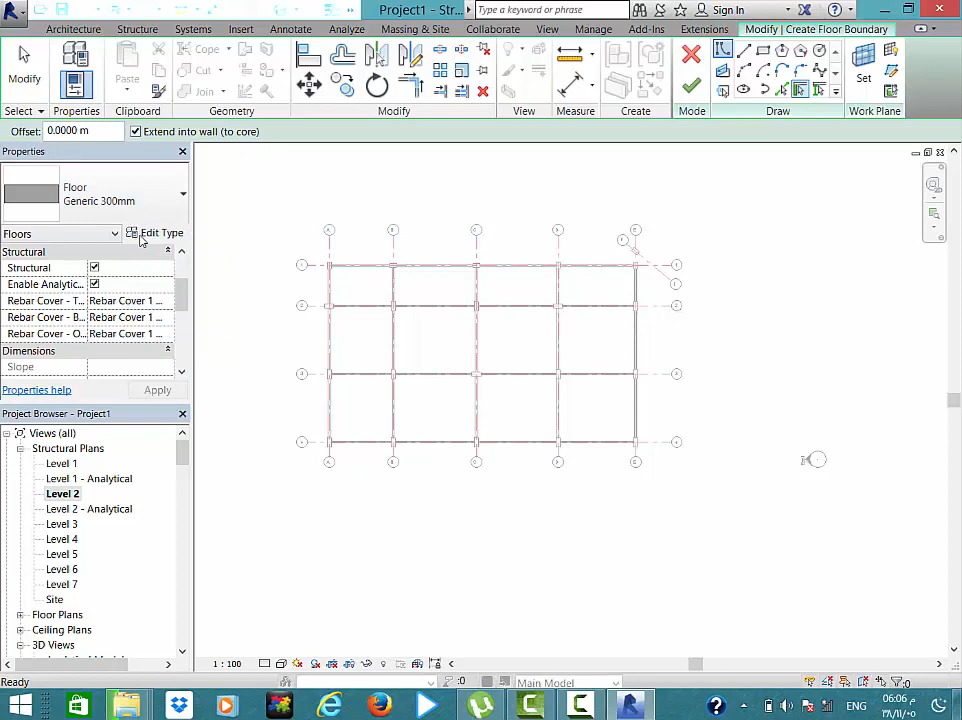 Project1 - Str...
Type a keyword or phrase
Sign In
Architecture Structure Systems Insert Annotate Analyze Massing & Site Collaborate View Manage Add-Ins Extensions Modify | Create Floor Boundary
Modify
Paste
Cope
Cut
Join
Set
Select Properties Clipboard Geometry Modify View Measure Create Mode Draw Work Plane
Offset: 0.0000 m Extend into wall (to core)
Properties
Floor
Generic 300mm
Floors Edit Type
Structural
Structural
Enable Analytic...
Rebar Cover - T... Rebar Cover 1 ...
Rebar Cover - B... Rebar Cover 1 ...
Rebar Cover - O... Rebar Cover 1 ...
Dimensions
Slope
Properties help Apply
Project Browser - Project1
Views (all)
Structural Plans
Level 1
Level 1 - Analytical
Level 2
Level 2 - Analytical
Level 3
Level 4
Level 5
Level 6
Level 7
Site
Floor Plans
Ceiling Plans
3D Views
1 : 100
Ready
:0
Main Model
:0
ENG
06:06 م